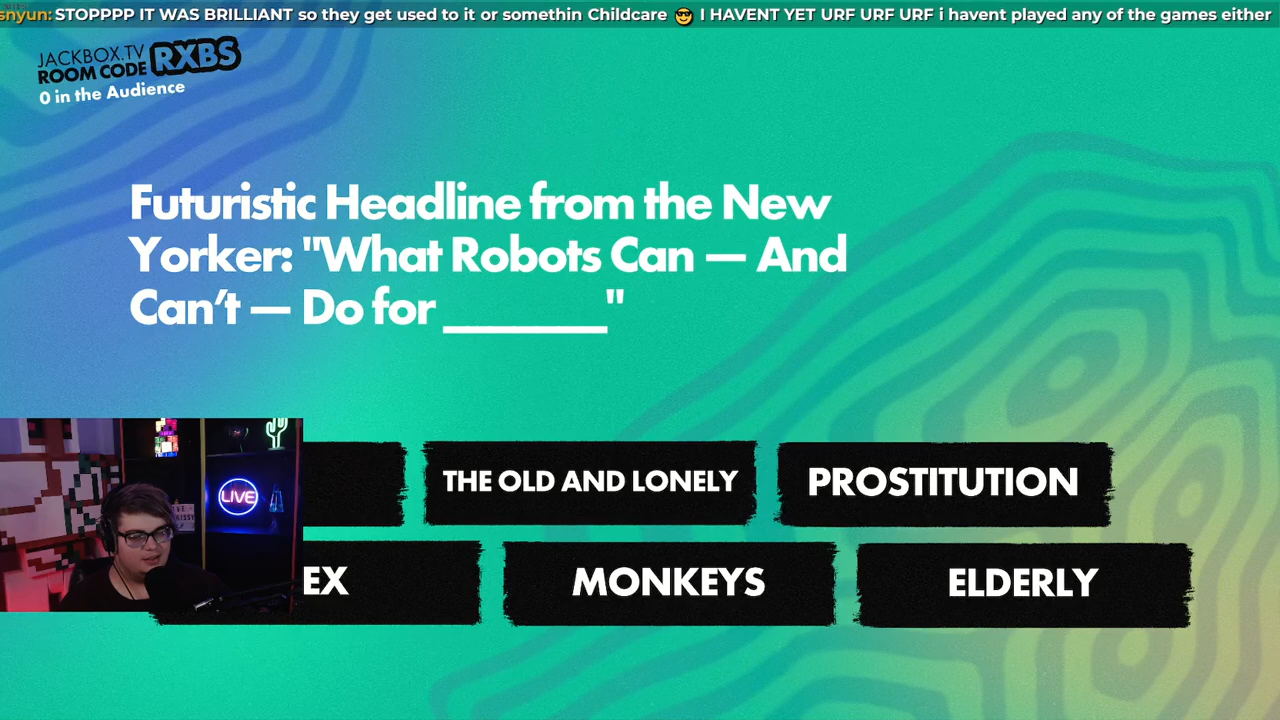 snyun: STOPPPP IT WAS BRILLIANT so they get used to it or somethin Childcare 😎 I HAVENT YET URF URF URF i havent played any of the games either
JACKBOX.TV
ROOM CODE RXBS
0 in the Audience
Futuristic Headline from the New
Yorker: "What Robots Can — And
Can't — Do for ______"
THE OLD AND LONELY
PROSTITUTION
LIVE
EX
MONKEYS
ELDERLY